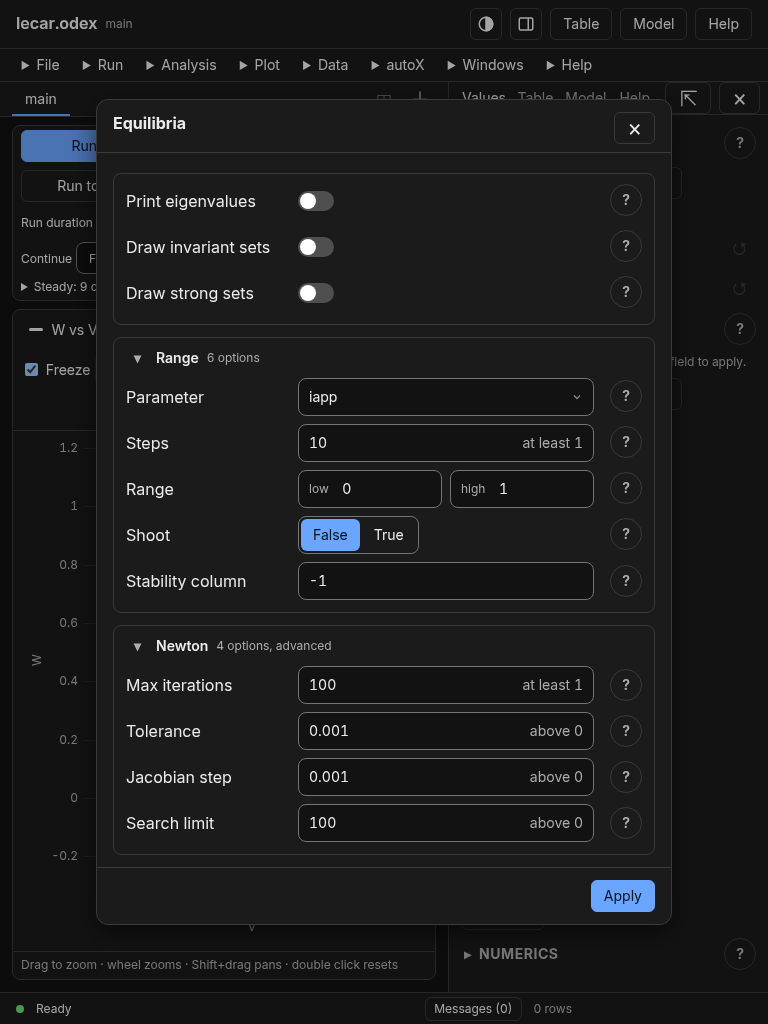 lecar.odex main Table Model Help
File Run Analysis Plot Data autoX Windows Help
main Values Table Model Help
Equilibria
Run
Run to
Run duration
Continue F
Steady: 9
W vs V
Freeze
field to apply.
1.2
1
0.8
0.6
0.4
0.2
0
-0.2
W
V
Print eigenvalues ?
Draw invariant sets ?
Draw strong sets ?
Range 6 options
Parameter iapp ?
Steps 10 at least 1 ?
Range low 0 high 1 ?
Shoot False True ?
Stability column -1 ?
Newton 4 options, advanced
Max iterations 100 at least 1 ?
Tolerance 0.001 above 0 ?
Jacobian step 0.001 above 0 ?
Search limit 100 above 0 ?
Apply
NUMERICS ?
Drag to zoom · wheel zooms · Shift+drag pans · double click resets
Ready Messages (0) 0 rows